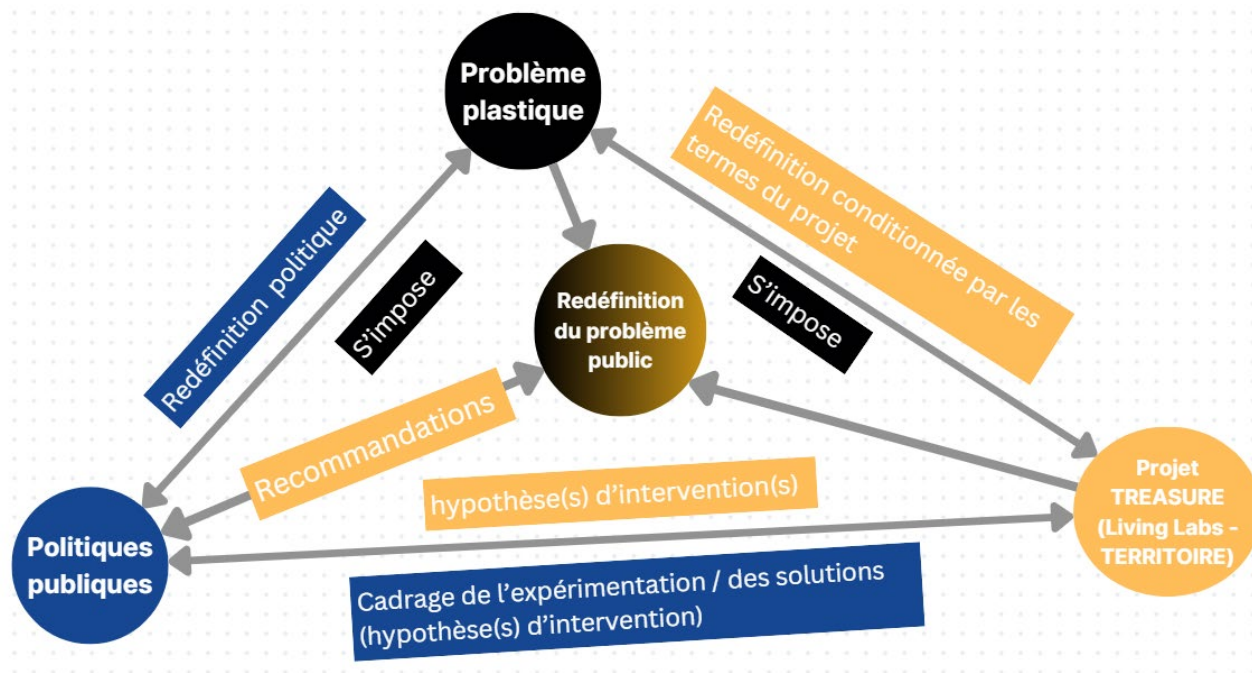 Problème
plastique
Redéfinition conditionnée par les
termes du projet
Redéfinition politique
S'impose
S'impose
Redéfinition
du problème
public
Recommandations
hypothèse(s) d'intervention(s)
Projet
TREASURE
(Living Labs -
TERRITOIRE)
Politiques
publiques
Cadrage de l'expérimentation / des solutions
(hypothèse(s) d'intervention)